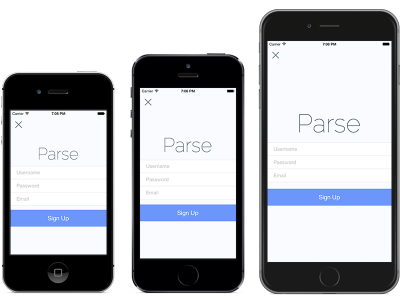 Carrier 7:06 PM
Parse
Username
Password
Email
Sign Up
Carrier 7:06 PM
Parse
Username
Password
Email
Sign Up
Carrier 7:06 PM
Parse
Username
Password
Email
Sign Up